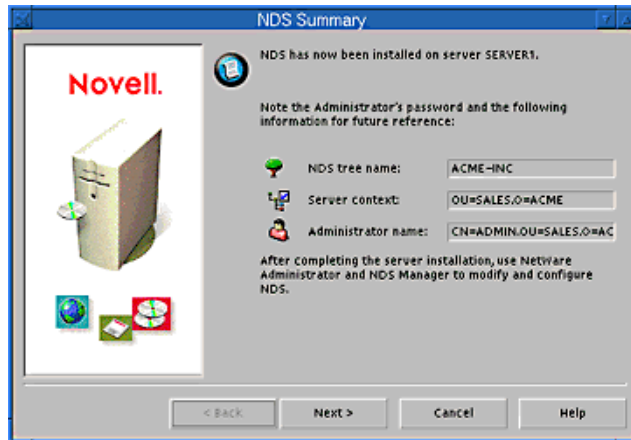 NDS Summary
Novell.
NDS has now been installed on server SERVER1.
Note the Administrator's password and the following
information for future reference:
NDS tree name: ACME-INC
Server context: OU=SALES.O=ACME
Administrator name: CN=ADMIN.OU=SALES.O=AC
After completing the server installation, use NetWare
Administrator and NDS Manager to modify and configure
NDS.
< Back Next > Cancel Help